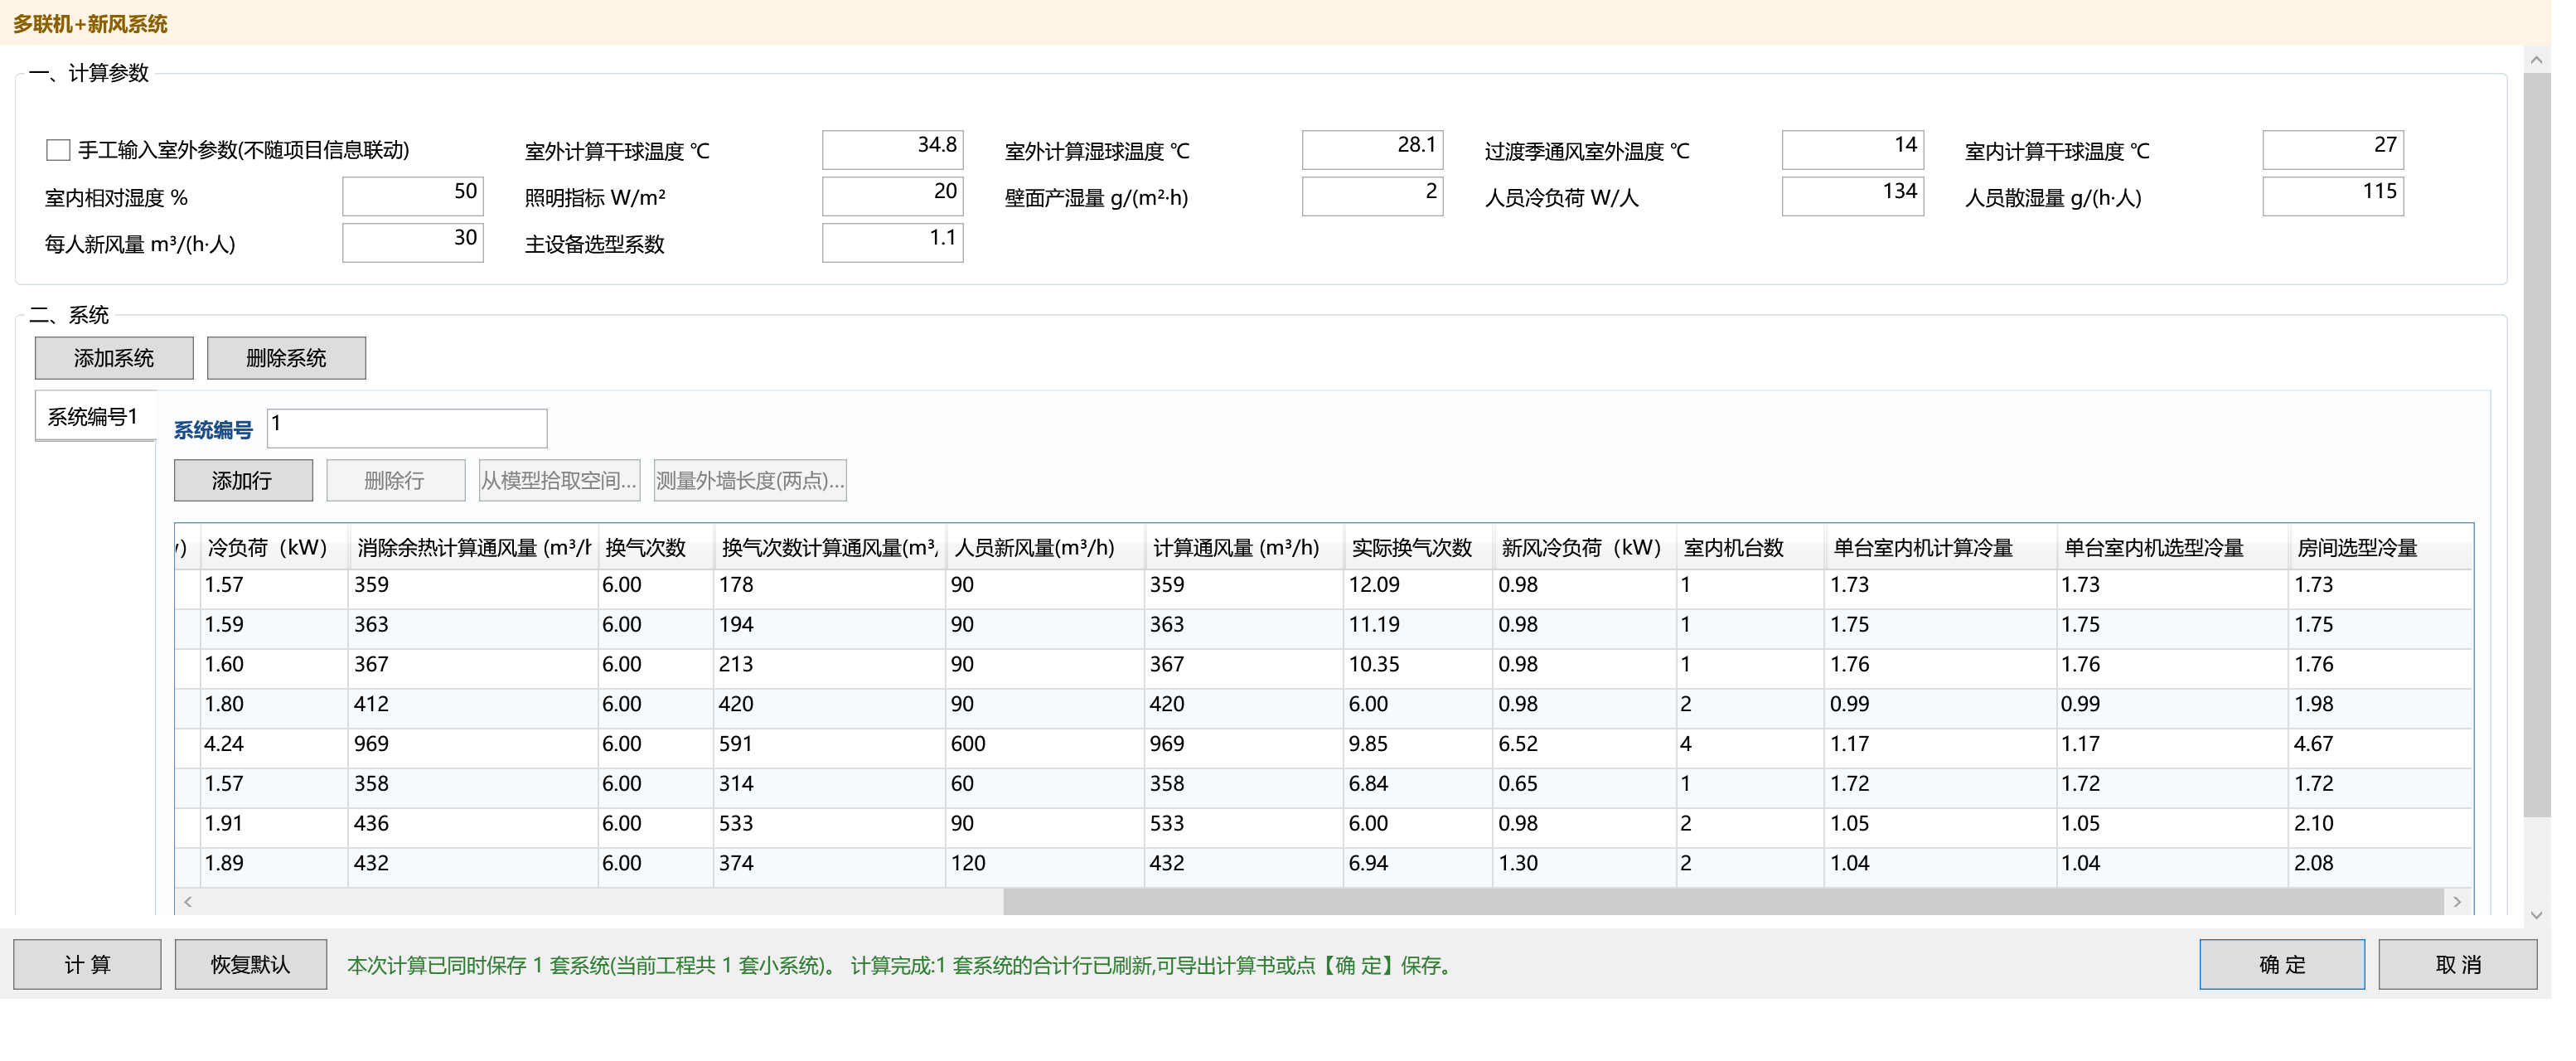 多联机+新风系统
一、计算参数
手工输入室外参数(不随项目信息联动) 室外计算干球温度 ℃ 34.8 室外计算湿球温度 ℃ 28.1 过渡季通风室外温度 ℃ 14 室内计算干球温度 ℃ 27
室内相对湿度 % 50 照明指标 W/m² 20 壁面产湿量 g/(m²·h) 2 人员冷负荷 W/人 134 人员散湿量 g/(h·人) 115
每人新风量 m³/(h·人) 30 主设备选型系数 1.1
二、系统
添加系统 删除系统
系统编号1 系统编号 1
添加行 删除行 从模型拾取空间... 测量外墙长度(两点)...
) 冷负荷（kW） 消除余热计算通风量 (m³/h 换气次数 换气次数计算通风量(m³/ 人员新风量(m³/h) 计算通风量 (m³/h) 实际换气次数 新风冷负荷（kW） 室内机台数 单台室内机计算冷量 单台室内机选型冷量 房间选型冷量
1.57 359 6.00 178 90 359 12.09 0.98 1 1.73 1.73 1.73
1.59 363 6.00 194 90 363 11.19 0.98 1 1.75 1.75 1.75
1.60 367 6.00 213 90 367 10.35 0.98 1 1.76 1.76 1.76
1.80 412 6.00 420 90 420 6.00 0.98 2 0.99 0.99 1.98
4.24 969 6.00 591 600 969 9.85 6.52 4 1.17 1.17 4.67
1.57 358 6.00 314 60 358 6.84 0.65 1 1.72 1.72 1.72
1.91 436 6.00 533 90 533 6.00 0.98 2 1.05 1.05 2.10
1.89 432 6.00 374 120 432 6.94 1.30 2 1.04 1.04 2.08
计 算 恢复默认 本次计算已同时保存 1 套系统(当前工程共 1 套小系统)。 计算完成:1 套系统的合计行已刷新,可导出计算书或点【确 定】保存。 确 定 取 消